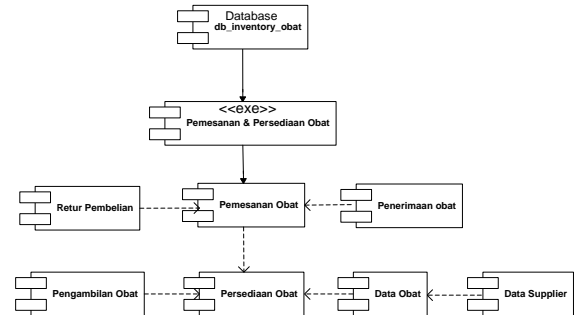 Database
db_inventory_obat
<<exe>>
Pemesanan & Persediaan Obat
Retur Pembelian
Pemesanan Obat
Penerimaan obat
Pengambilan Obat
Persediaan Obat
Data Obat
Data Supplier